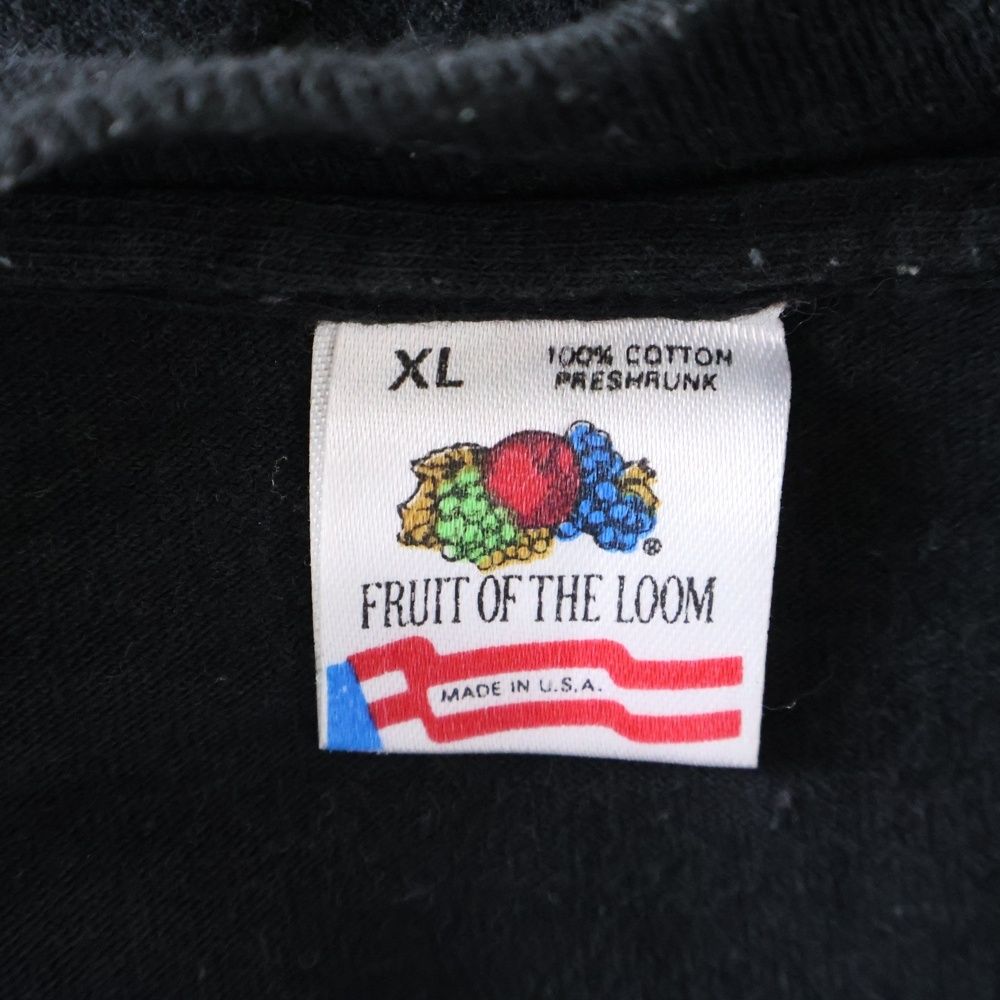 XL
100% COTTON
PRESHRUNK
®
FRUIT OF THE LOOM
MADE IN U.S.A.